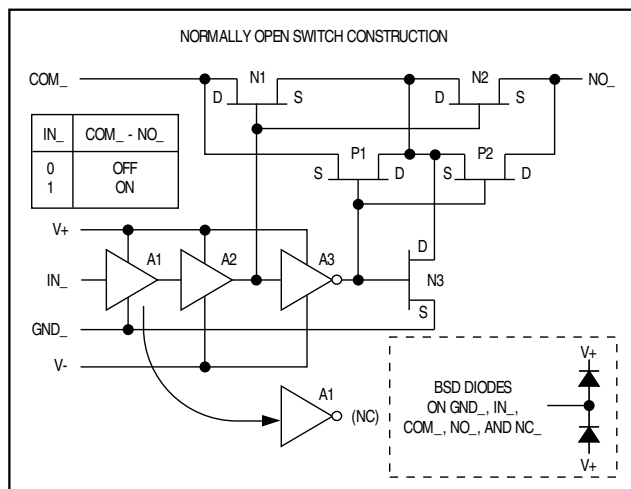 NORMALLY OPEN SWITCH CONSTRUCTION
COM_
N1
N2
NO_
D
S
D
S
IN_ COM_ - NO_
0 OFF
1 ON
P1
P2
S
D
S
D
V+
A1
A2
A3
D
IN_
N3
S
GND_
V-
A1
(NC)
V+
BSD DIODES
ON GND_, IN_,
COM_, NO_, AND NC_
V+